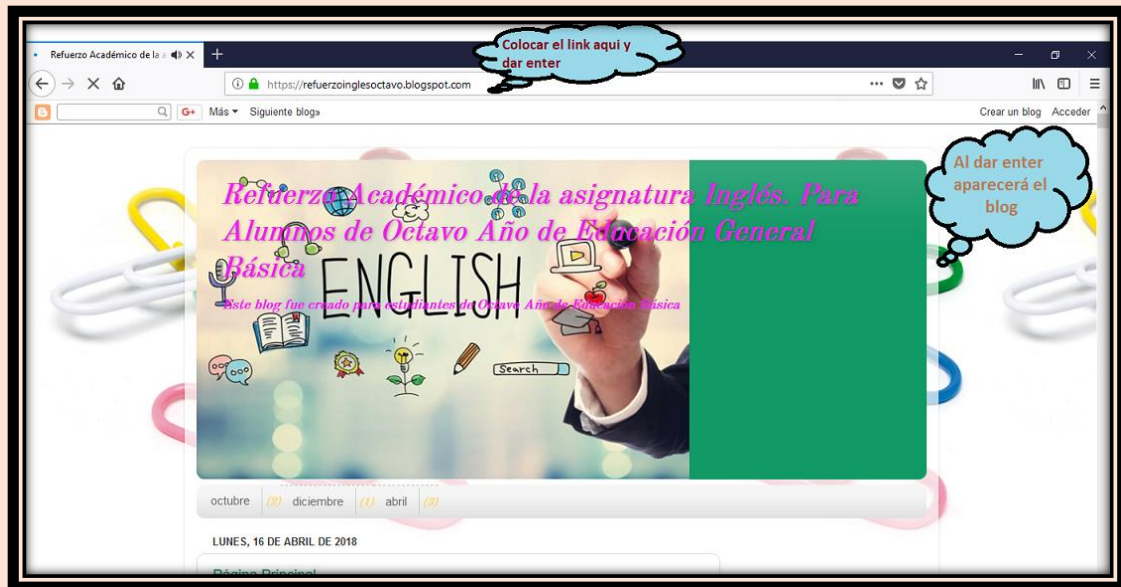 Refuerzo Académico de la a
Colocar el link aqui y
dar enter
https://refuerzoinglesoctavo.blogspot.com
G+ Más Siguiente blog»
Crear un blog Acceder
Al dar enter
aparecerá el
blog
Refuerzo Académico de la asignatura Inglés. Para
Alumnos de Octavo Año de Educación General
Básica
Este blog fue creado para estudiantes de Octavo Año de Educación Básica
ENGLISH
Search
octubre (2) diciembre (1) abril (3)
LUNES, 16 DE ABRIL DE 2018
Página Principal